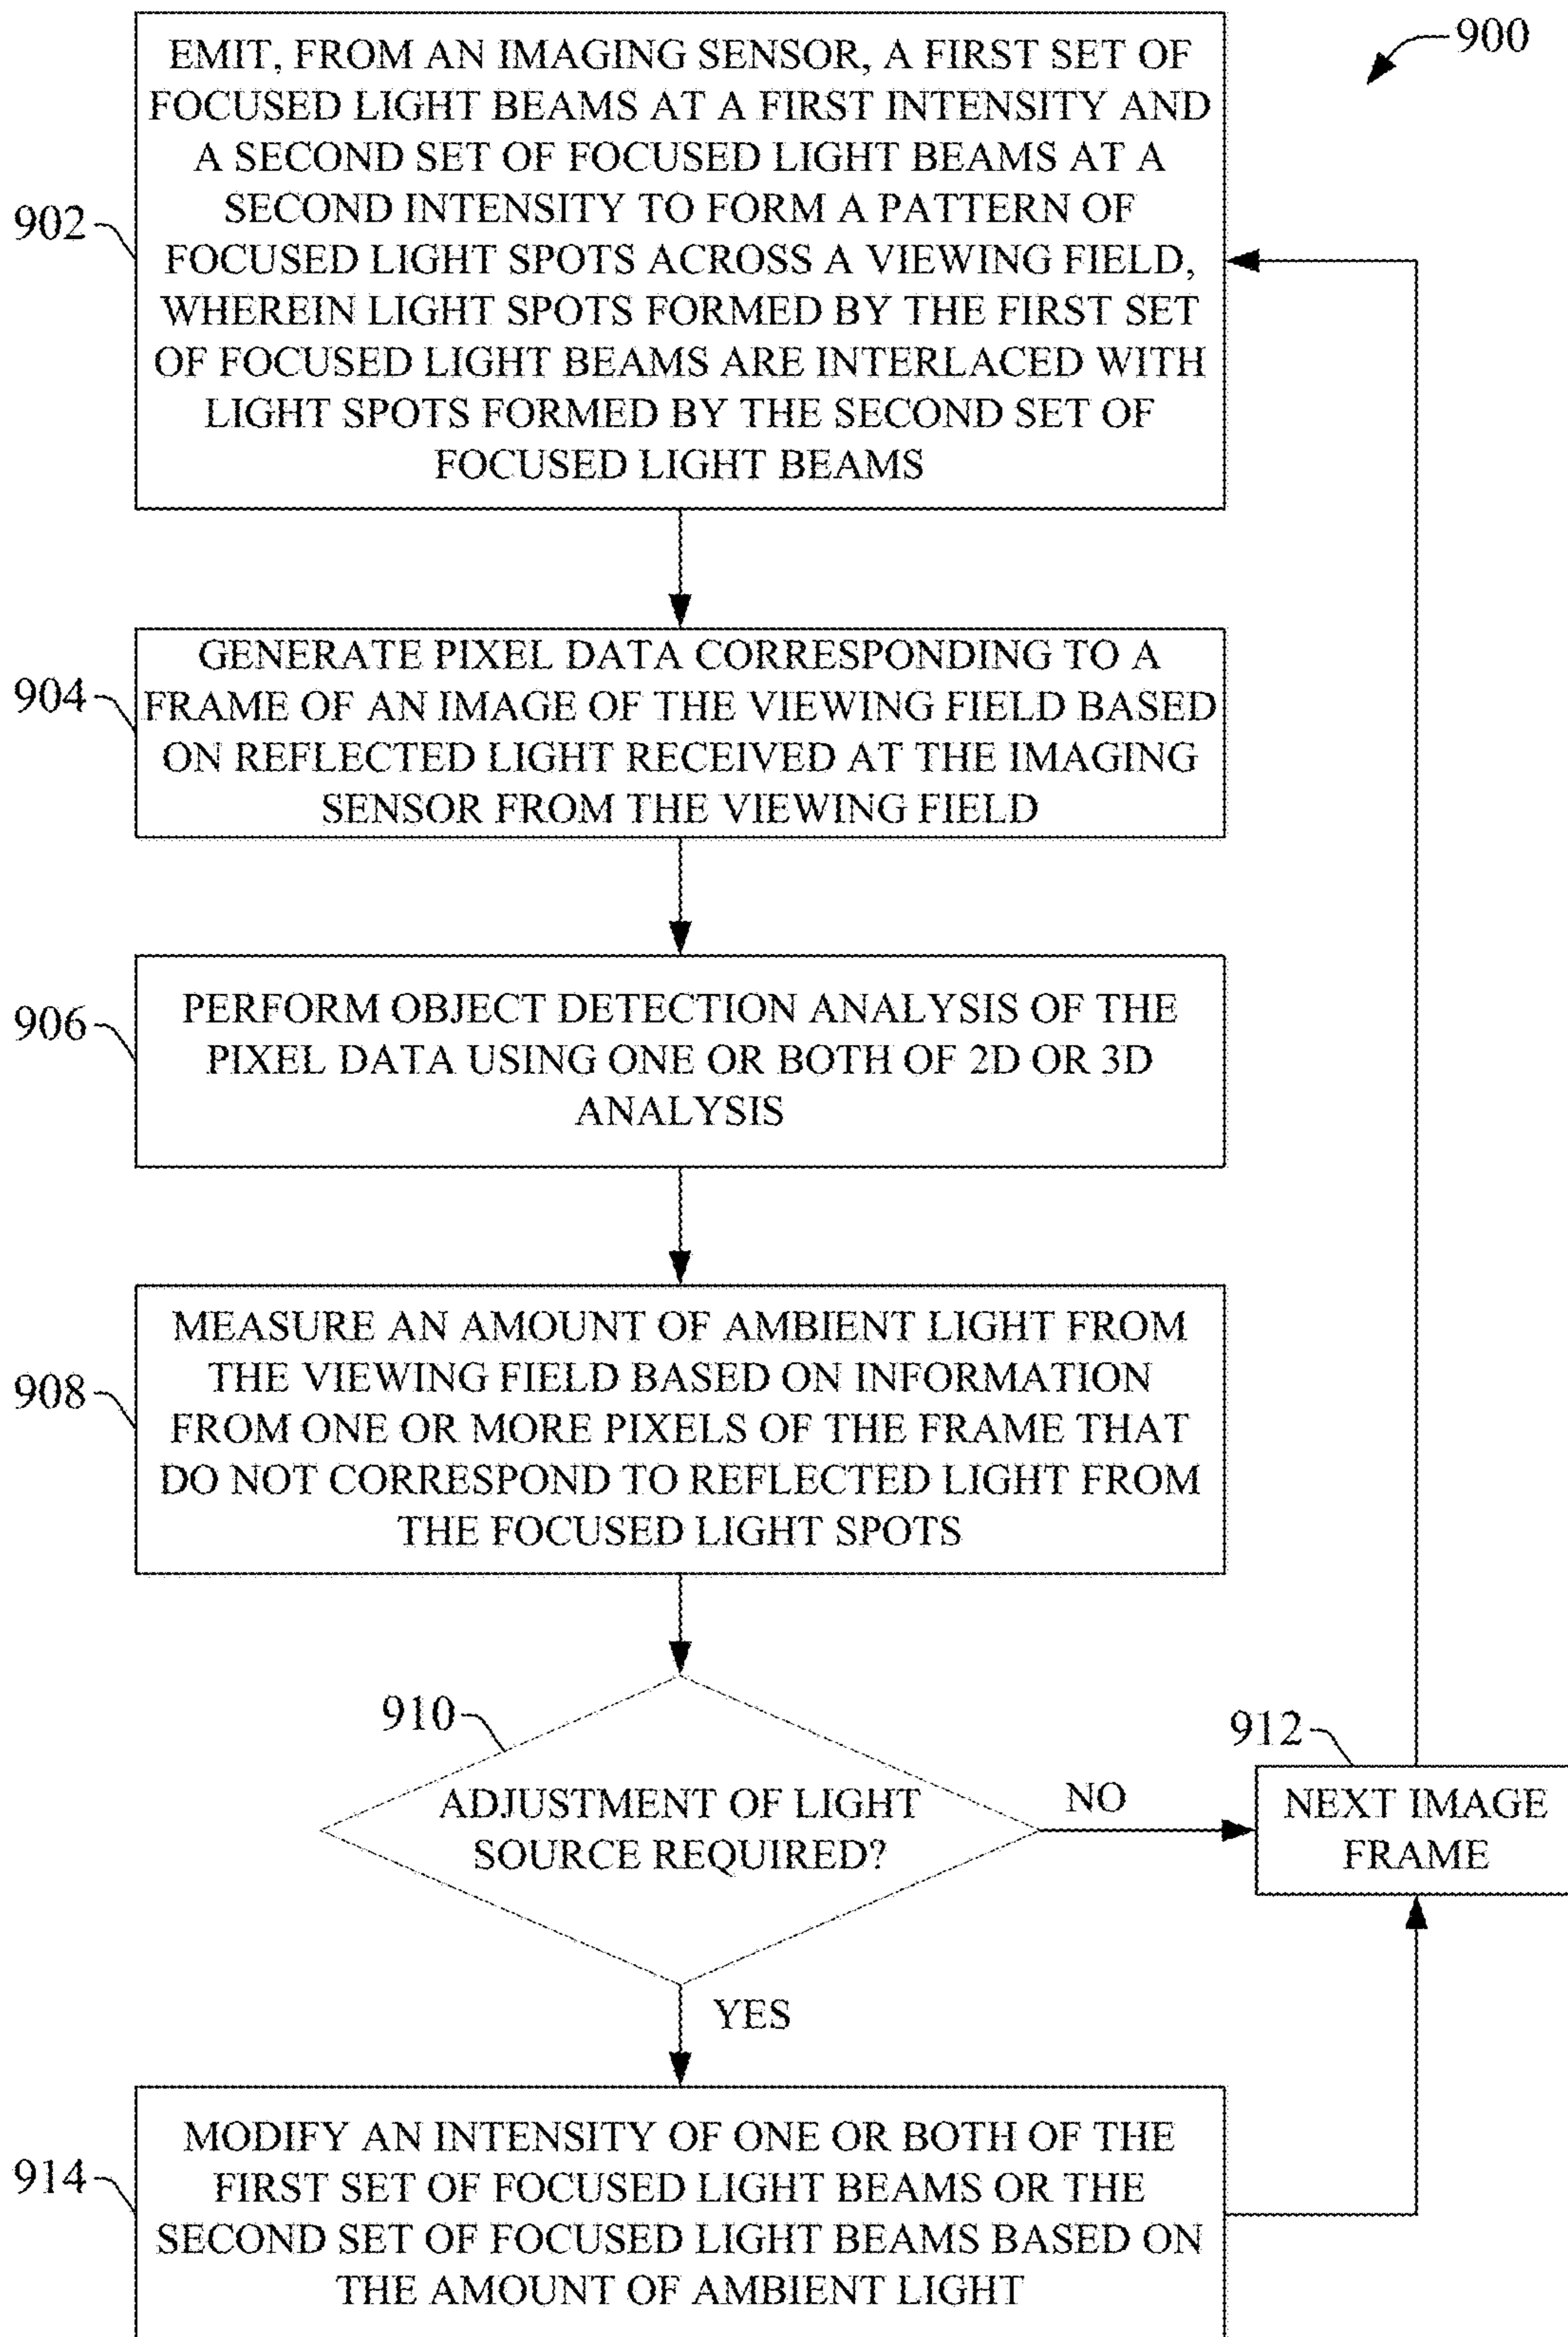 900
902
EMIT, FROM AN IMAGING SENSOR, A FIRST SET OF
FOCUSED LIGHT BEAMS AT A FIRST INTENSITY AND
A SECOND SET OF FOCUSED LIGHT BEAMS AT A
SECOND INTENSITY TO FORM A PATTERN OF
FOCUSED LIGHT SPOTS ACROSS A VIEWING FIELD,
WHEREIN LIGHT SPOTS FORMED BY THE FIRST SET
OF FOCUSED LIGHT BEAMS ARE INTERLACED WITH
LIGHT SPOTS FORMED BY THE SECOND SET OF
FOCUSED LIGHT BEAMS
904
GENERATE PIXEL DATA CORRESPONDING TO A
FRAME OF AN IMAGE OF THE VIEWING FIELD BASED
ON REFLECTED LIGHT RECEIVED AT THE IMAGING
SENSOR FROM THE VIEWING FIELD
906
PERFORM OBJECT DETECTION ANALYSIS OF THE
PIXEL DATA USING ONE OR BOTH OF 2D OR 3D
ANALYSIS
908
MEASURE AN AMOUNT OF AMBIENT LIGHT FROM
THE VIEWING FIELD BASED ON INFORMATION
FROM ONE OR MORE PIXELS OF THE FRAME THAT
DO NOT CORRESPOND TO REFLECTED LIGHT FROM
THE FOCUSED LIGHT SPOTS
910
ADJUSTMENT OF LIGHT
SOURCE REQUIRED?
NO
912
NEXT IMAGE
FRAME
YES
914
MODIFY AN INTENSITY OF ONE OR BOTH OF THE
FIRST SET OF FOCUSED LIGHT BEAMS OR THE
SECOND SET OF FOCUSED LIGHT BEAMS BASED ON
THE AMOUNT OF AMBIENT LIGHT